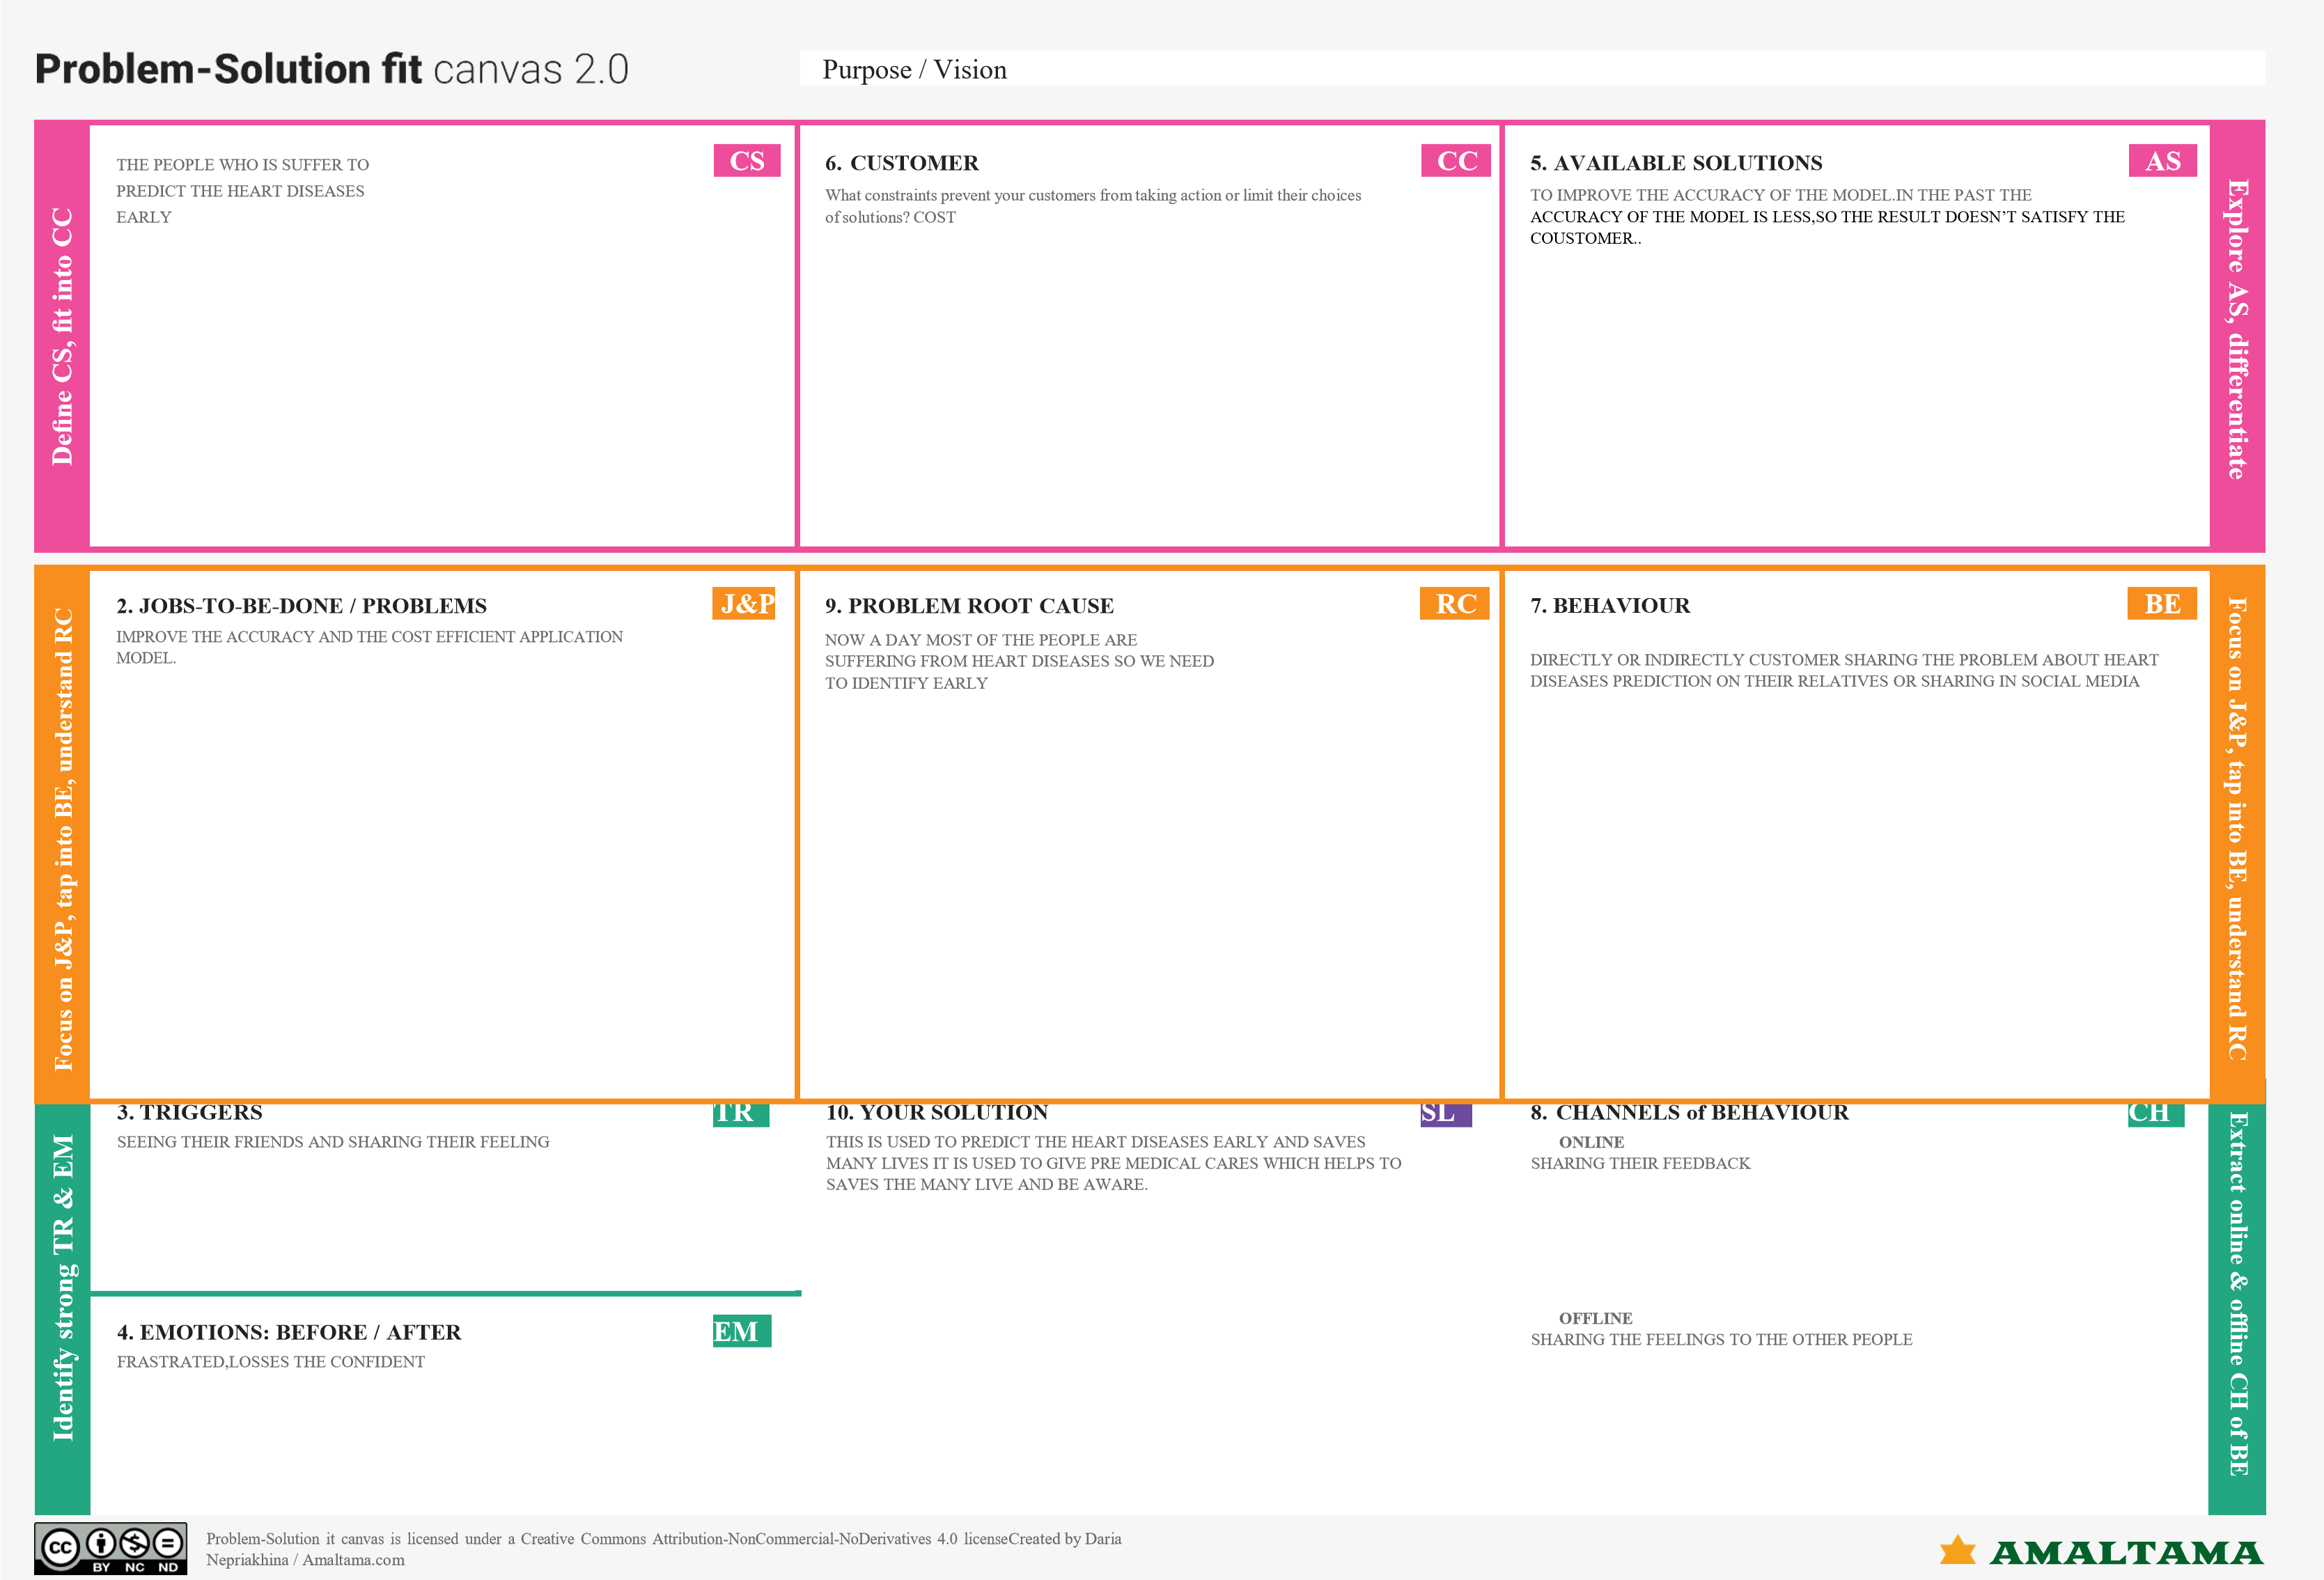 Problem-Solution fit canvas 2.0
Purpose / Vision
Define CS, fit into CC
THE PEOPLE WHO IS SUFFER TO
PREDICT THE HEART DISEASES
EARLY
CS
6. CUSTOMER
What constraints prevent your customers from taking action or limit their choices
of solutions? COST
CC
5. AVAILABLE SOLUTIONS
TO IMPROVE THE ACCURACY OF THE MODEL.IN THE PAST THE
ACCURACY OF THE MODEL IS LESS,SO THE RESULT DOESN'T SATISFY THE
COUSTOMER..
AS
Explore AS, differentiate
Focus on J&P, tap into BE, understand RC
2. JOBS-TO-BE-DONE / PROBLEMS
IMPROVE THE ACCURACY AND THE COST EFFICIENT APPLICATION
MODEL.
J&P
9. PROBLEM ROOT CAUSE
NOW A DAY MOST OF THE PEOPLE ARE
SUFFERING FROM HEART DISEASES SO WE NEED
TO IDENTIFY EARLY
RC
7. BEHAVIOUR
DIRECTLY OR INDIRECTLY CUSTOMER SHARING THE PROBLEM ABOUT HEART
DISEASES PREDICTION ON THEIR RELATIVES OR SHARING IN SOCIAL MEDIA
BE
Focus on J&P, tap into BE, understand RC
Identify strong TR & EM
3. TRIGGERS
SEEING THEIR FRIENDS AND SHARING THEIR FEELING
TR
4. EMOTIONS: BEFORE / AFTER
FRASTRATED,LOSSES THE CONFIDENT
EM
10. YOUR SOLUTION
THIS IS USED TO PREDICT THE HEART DISEASES EARLY AND SAVES
MANY LIVES IT IS USED TO GIVE PRE MEDICAL CARES WHICH HELPS TO
SAVES THE MANY LIVE AND BE AWARE.
SL
8. CHANNELS of BEHAVIOUR
ONLINE
SHARING THEIR FEEDBACK
CH
OFFLINE
SHARING THE FEELINGS TO THE OTHER PEOPLE
Extract online & offline CH of BE
cc
BY NC ND
Problem-Solution it canvas is licensed under a Creative Commons Attribution-NonCommercial-NoDerivatives 4.0 licenseCreated by Daria
Nepriakhina / Amaltama.com
AMALTAMA